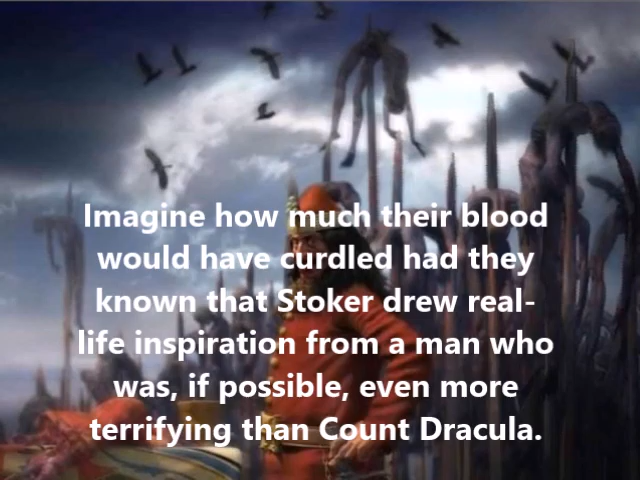 Imagine how much their blood
would have curdled had they
known that Stoker drew real-
life inspiration from a man who
was, if possible, even more
terrifying than Count Dracula.